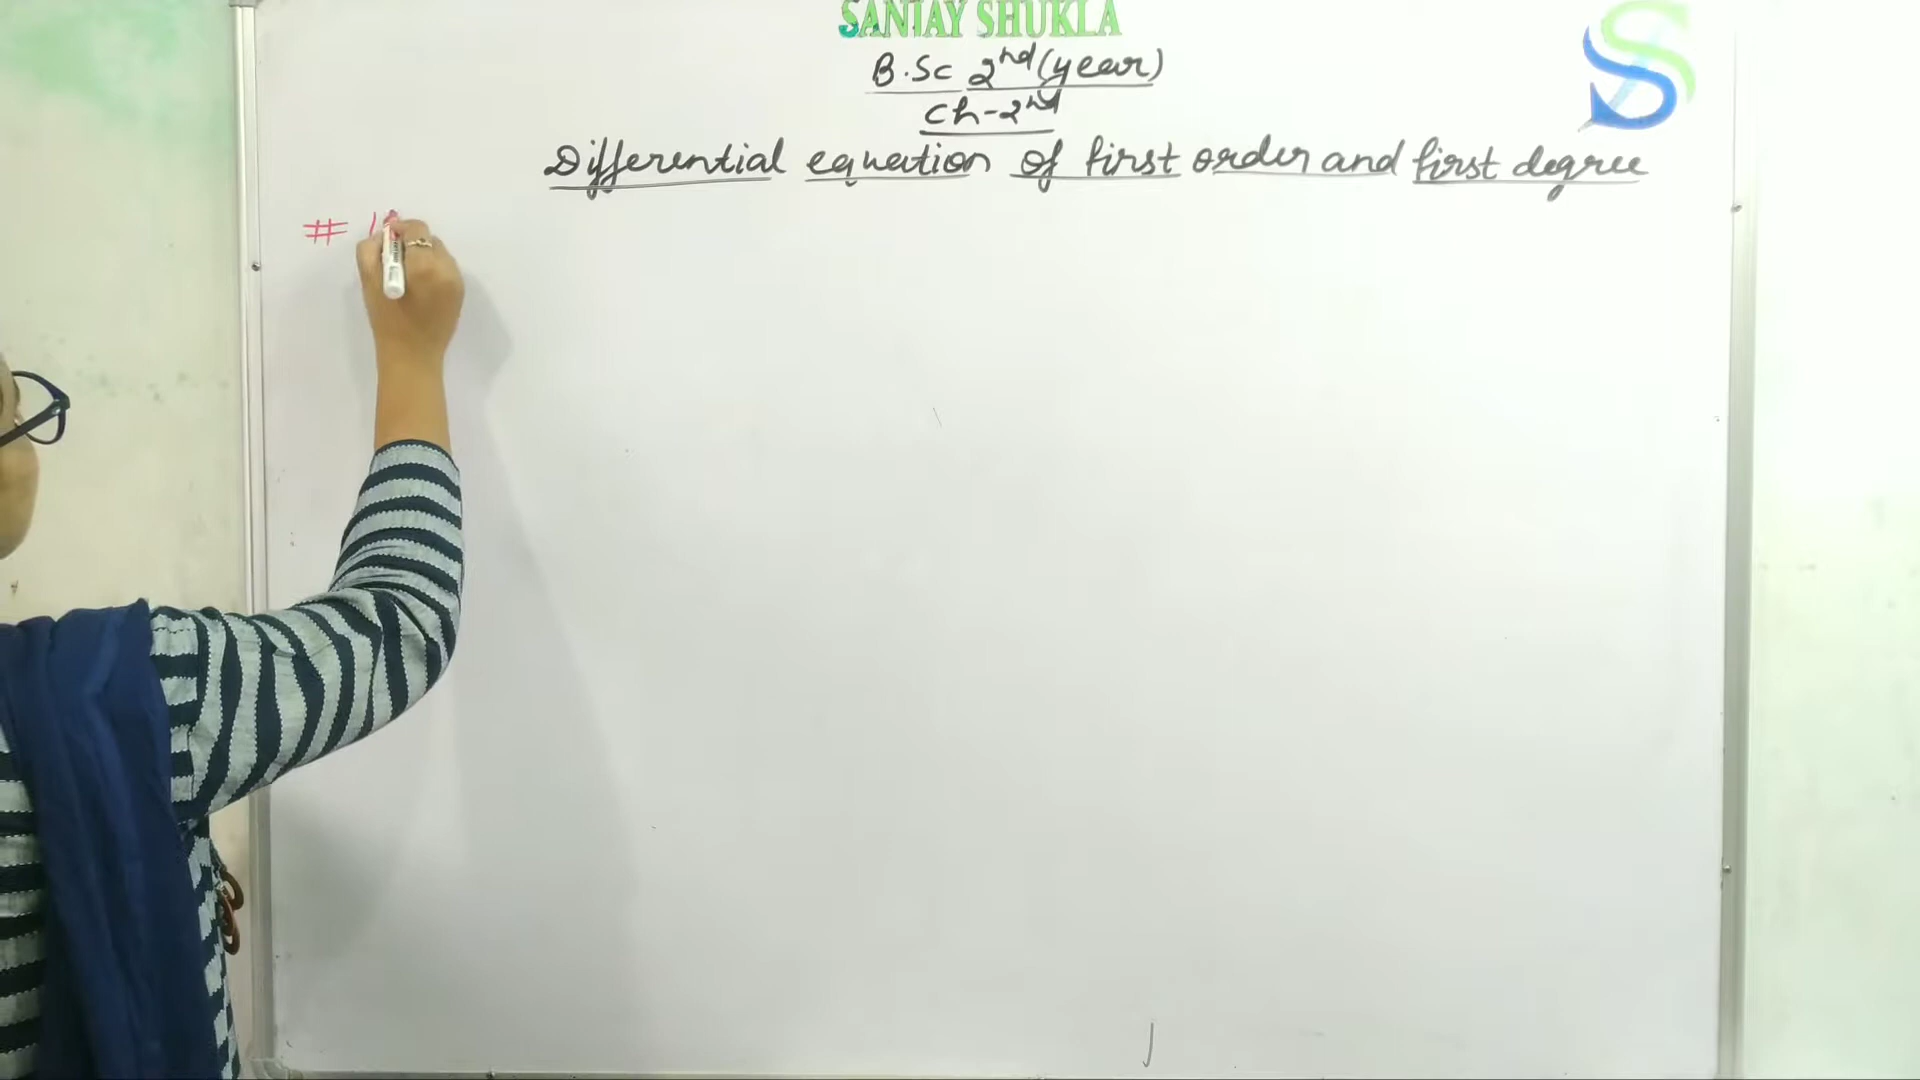 SANJAY SHUKLA
B.Sc 2nd (year)
Ch-2nd
Differential equation of first order and first degree
#